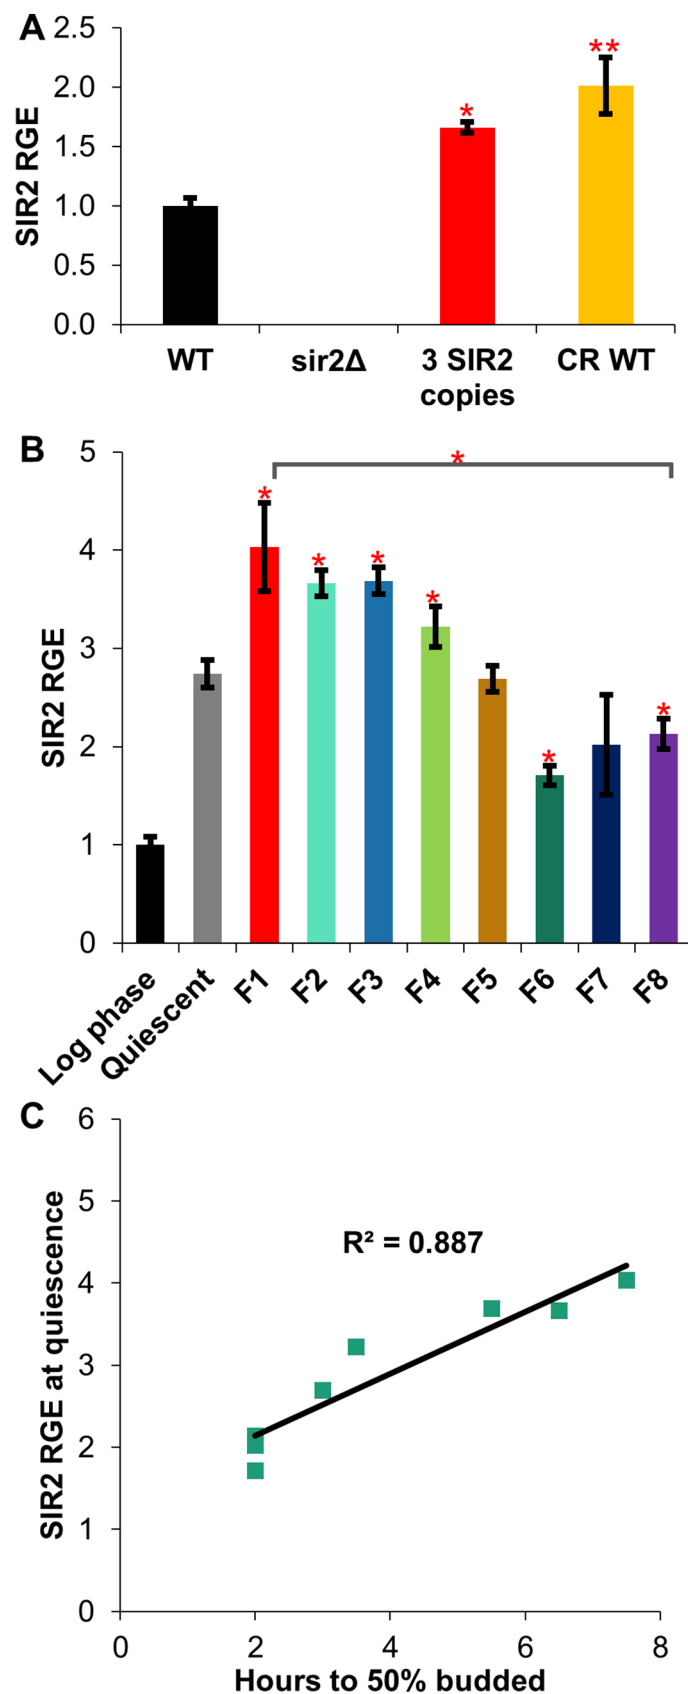 A
2.5
2.0
1.5
1.0
0.5
0.0
SIR2 RGE
*
**
WT
sir2Δ
3 SIR2
copies
CR WT
B
5
4
3
2
1
0
SIR2 RGE
*
*
*
*
*
*
*
Log phase
Quiescent
F1
F2
F3
F4
F5
F6
F7
F8
C
6
5
4
3
2
1
0
SIR2 RGE at quiescence
R² = 0.887
0 2 4 6 8
Hours to 50% budded